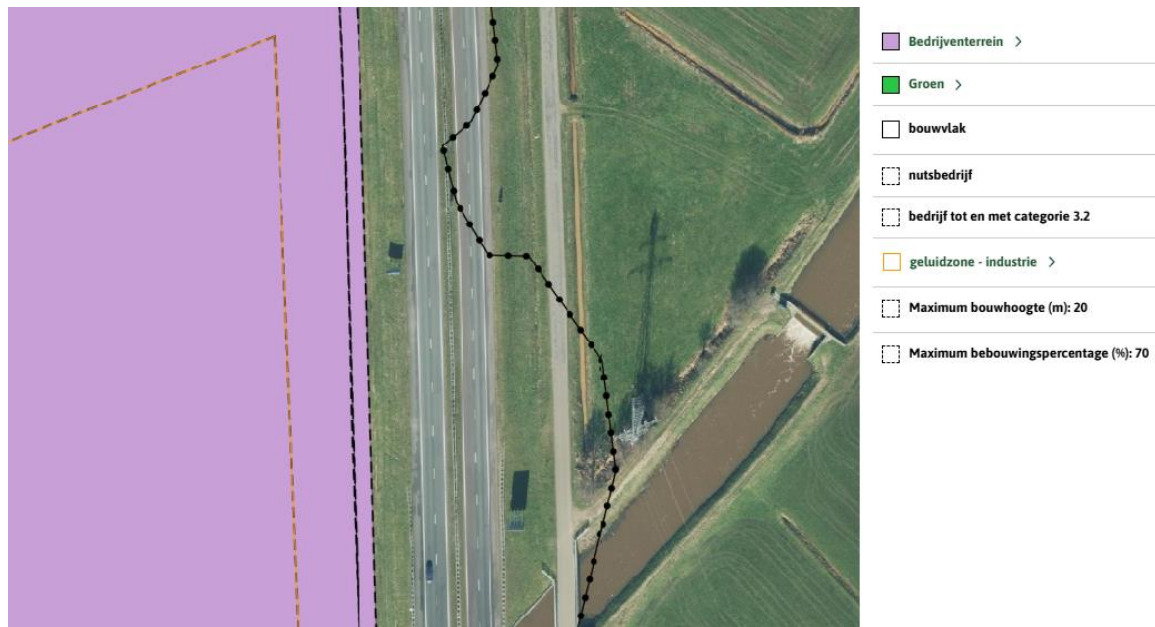 Bedrijventerrein >
Groen >
bouwvlak
nutsbedrijf
bedrijf tot en met categorie 3.2
geluidzone - industrie >
Maximum bouwhoogte (m): 20
Maximum bebouwingspercentage (%): 70